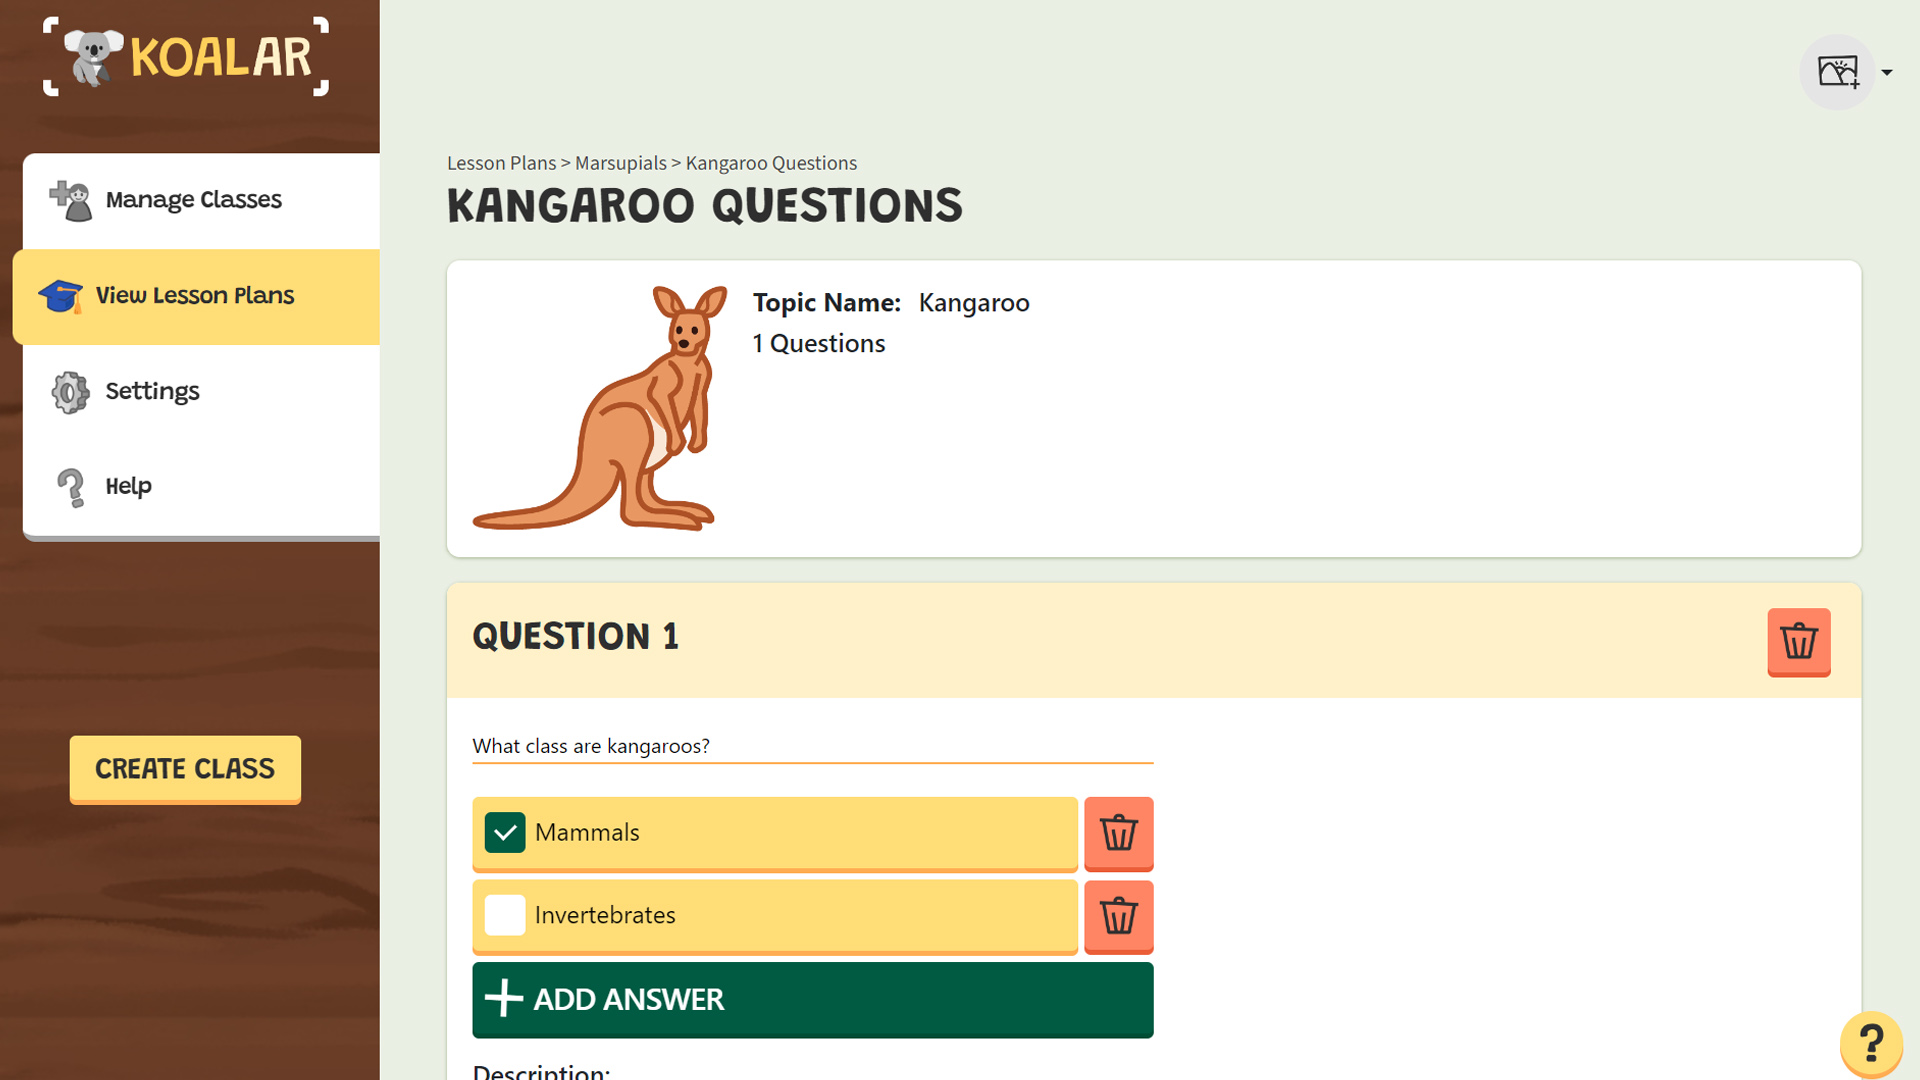 KOALAR
Manage Classes
View Lesson Plans
Settings
Help
CREATE CLASS
Lesson Plans > Marsupials > Kangaroo Questions
KANGAROO QUESTIONS
Topic Name: Kangaroo
1 Questions
QUESTION 1
What class are kangaroos?
Mammals
Invertebrates
ADD ANSWER
Description:
?